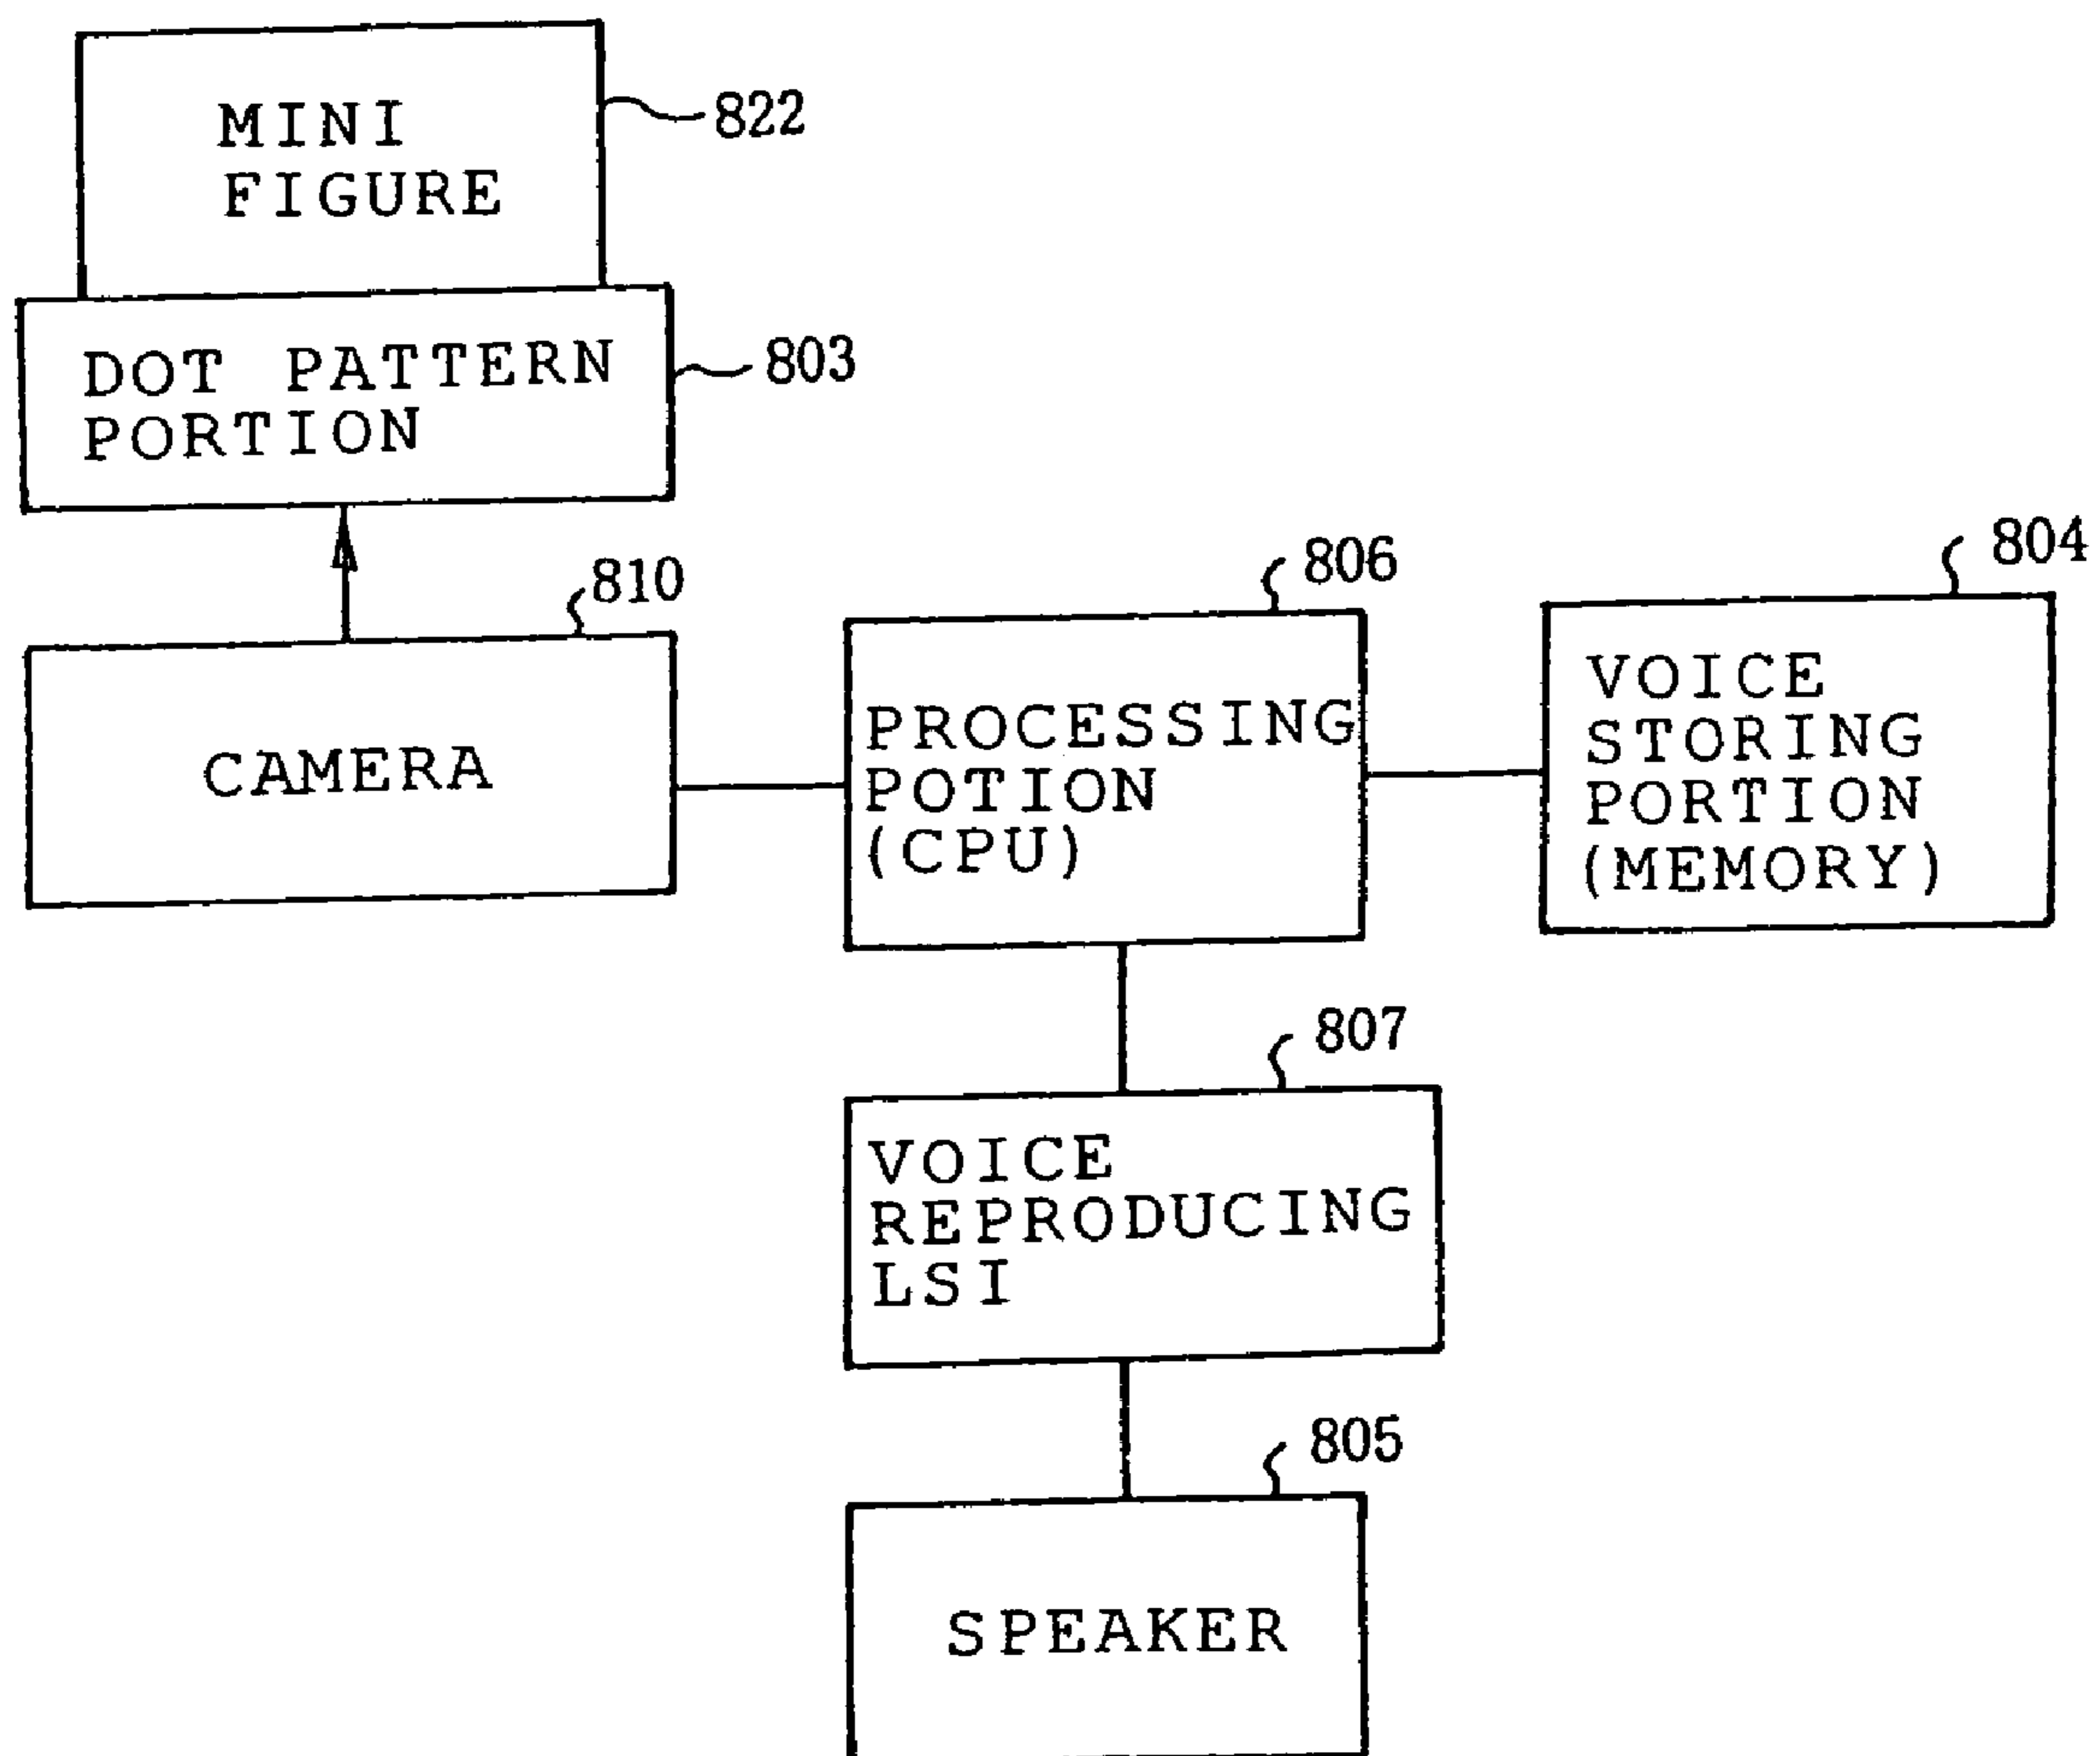 MINI
FIGURE
822
DOT PATTERN
PORTION
803
810
CAMERA
806
PROCESSING
POTION
(CPU)
804
VOICE
STORING
PORTION
(MEMORY)
807
VOICE
REPRODUCING
LSI
805
SPEAKER